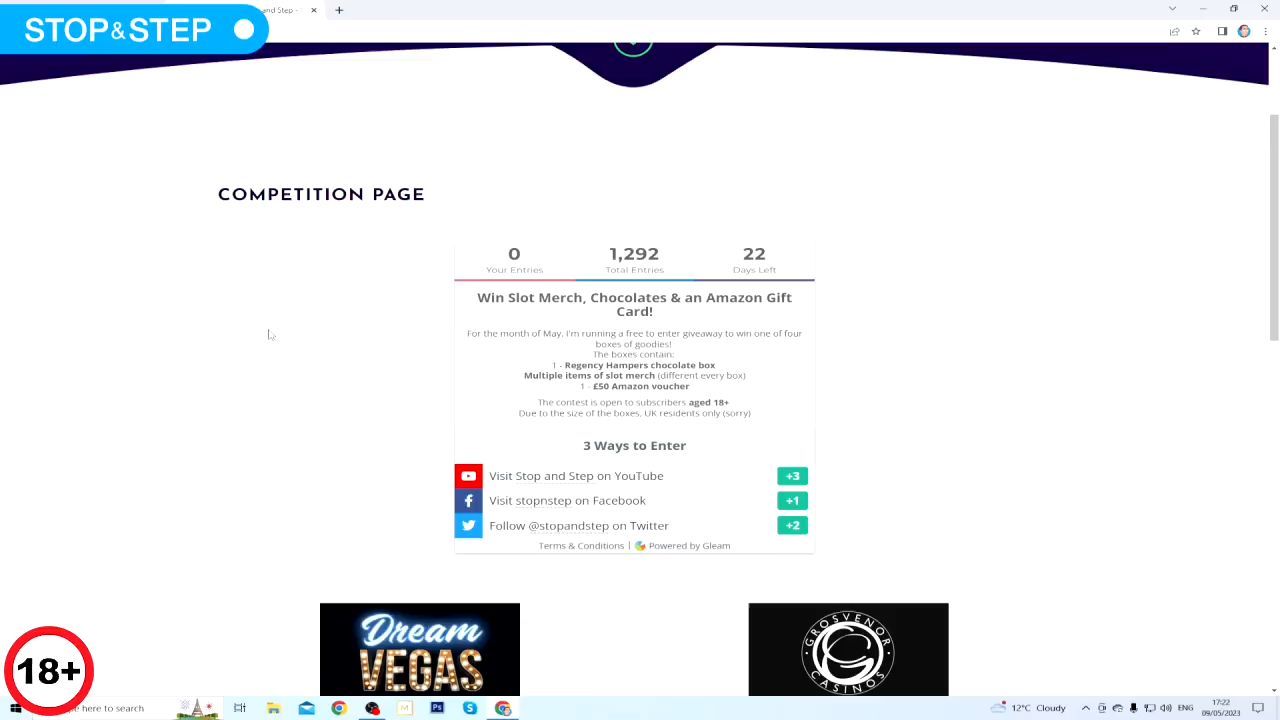 and Step -
STOP&STEP
COMPETITION PAGE
0
1,292
22
Your Entries
Total Entries
Days Left
Win Slot Merch, Chocolates & an Amazon Gift
Card!
For the month of May. I'm running a free to enter giveaway to win one of four
boxes of goodies!
The boxes contain:
1 - Regency Hampers chocolate box
Multiple items of slot merch (different every box)
1 - £50 Amazon voucher
The contest is open to subscribers aged 18+
Due to the size of the boxes, UK residents only (sorry)
3 Ways to Enter
Visit Stop and Step on YouTube
+3
Visit stopnstep on Facebook
+1
Follow @stopandstep on Twitter
+2
Terms & Conditions | Powered by Gleam
Dream
VEGAS
GROSVENOR
G
CASINOS
18+
here to search
12°C Cloudy
17:22
09/05/2023